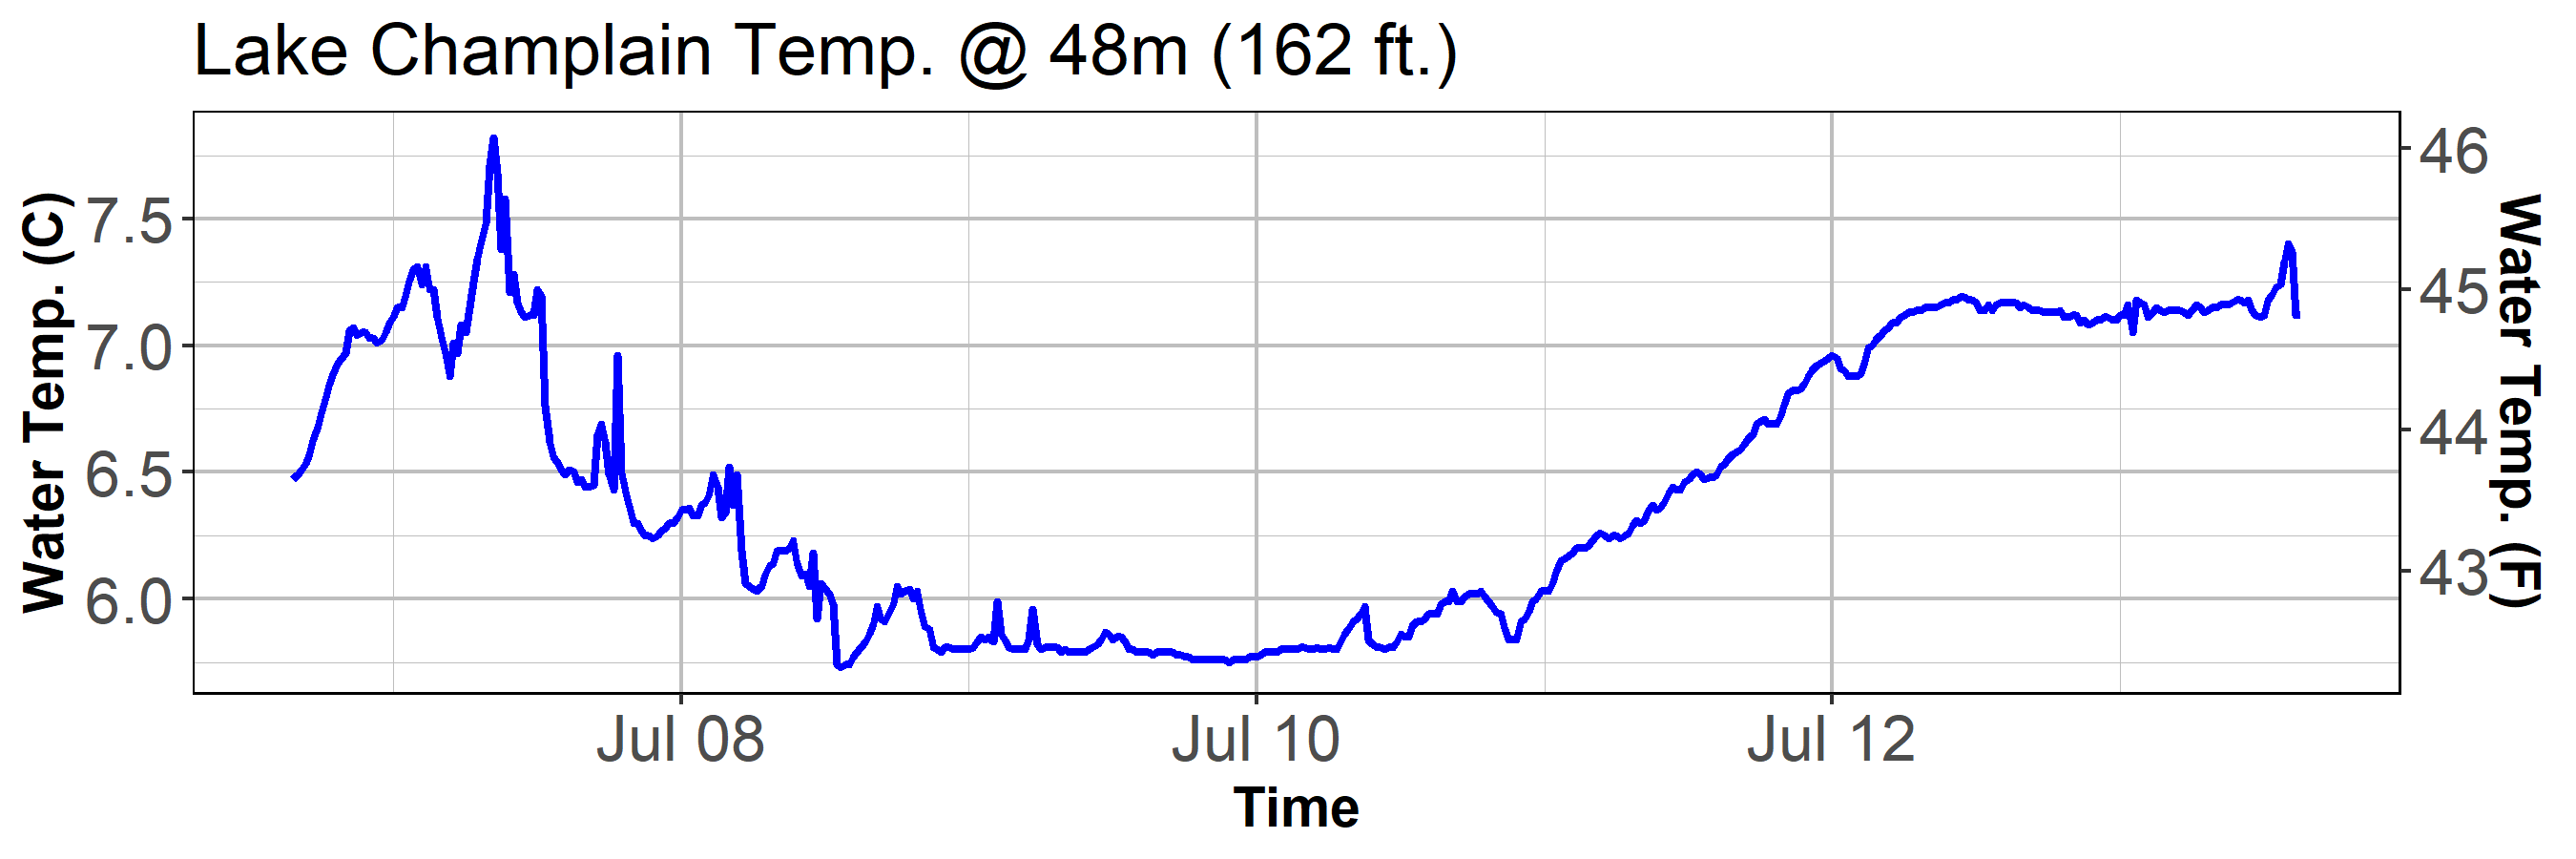 Lake Champlain Temp. @ 48m (162 ft.)
Water Temp. (C)
7.5
7.0
6.5
6.0
46
45
44
43
Water Temp. (F)
Jul 08
Jul 10
Jul 12
Time